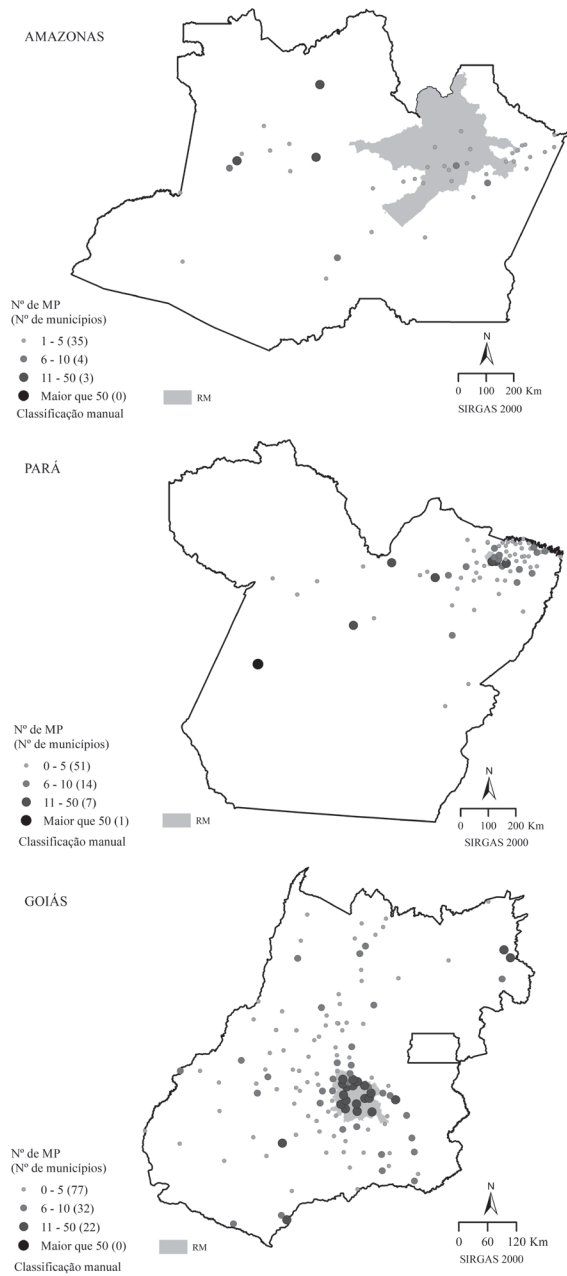 AMAZONAS
Nº de MP
(Nº de municípios)
1 - 5 (35)
6 - 10 (4)
11 - 50 (3)
Maior que 50 (0)
Classificação manual
RM
N
0 100 200 Km
SIRGAS 2000
PARÁ
Nº de MP
(Nº de municípios)
0 - 5 (51)
6 - 10 (14)
11 - 50 (7)
Maior que 50 (1)
Classificação manual
RM
N
0 100 200 Km
SIRGAS 2000
GOIÁS
Nº de MP
(Nº de municípios)
0 - 5 (77)
6 - 10 (32)
11 - 50 (22)
Maior que 50 (0)
Classificação manual
RM
N
0 60 120 Km
SIRGAS 2000